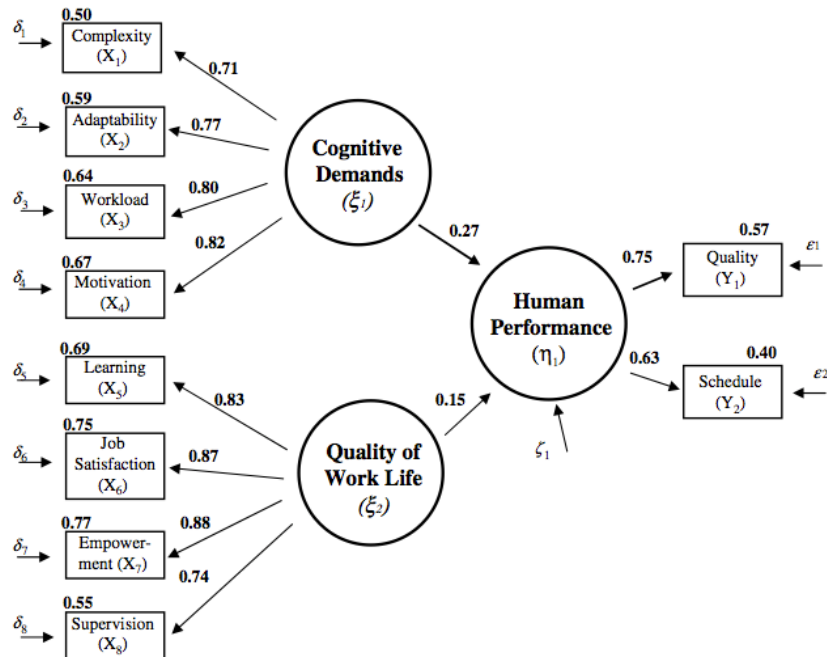 δ1
0.50
Complexity
(X1)
0.71
δ2
0.59
Adaptability
(X2)
0.77
δ3
0.64
Workload
(X3)
0.80
δ4
0.67
Motivation
(X4)
0.82
Cognitive
Demands
(ξ1)
0.27
δ5
0.69
Learning
(X5)
0.83
δ6
0.75
Job
Satisfaction
(X6)
0.87
δ7
0.77
Empower-
ment (X7)
0.88
δ8
0.55
Supervision
(X8)
0.74
Quality of
Work Life
(ξ2)
0.15
Human
Performance
(η1)
ζ1
0.75
0.57
Quality
(Y1)
ε1
0.63
0.40
Schedule
(Y2)
ε2